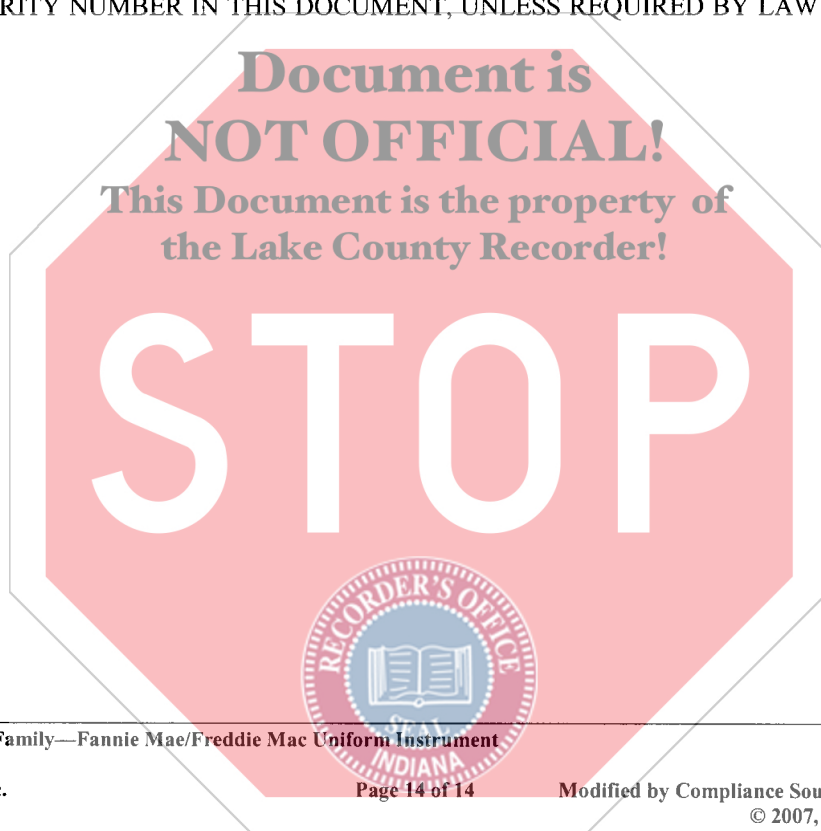 RITY NUMBER IN THIS DOCUMENT, UNLESS REQUIRED BY LAW
Document is
NOT OFFICIAL!
This Document is the property of
the Lake County Recorder!
STOP
RECORDER'S OFFICE
SEAL
INDIANA
Family—Fannie Mae/Freddie Mac Uniform Instrument
Page 14 of 14
Modified by Compliance Sou
© 2007,